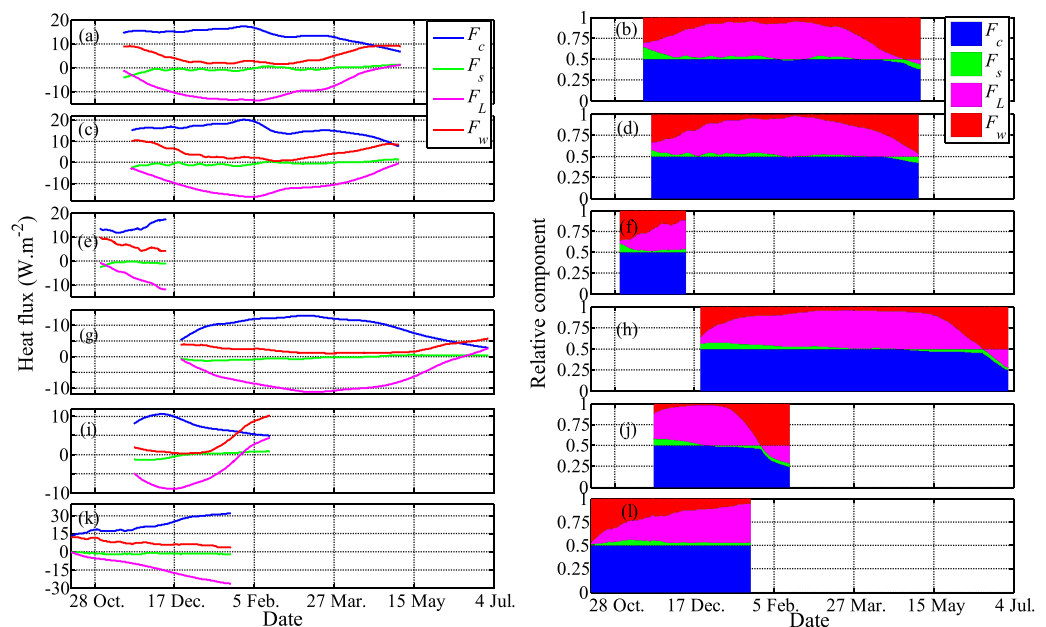 (a)
20
10
0
-10
F_c
F_s
F_L
F_w
(c)
20
10
0
-10
(e)
20
10
0
-10
(g)
-10
0
-10
(i)
10
0
-10
(k)
30
15
0
-15
-30
28 Oct. 17 Dec. 5 Feb. 27 Mar. 15 May 4 Jul.
Date
Heat flux (W.m⁻²)
(b)
1
0.75
0.5
0.25
0
F_c
F_s
F_L
F_w
(d)
1
0.75
0.5
0.25
0
(f)
1
0.75
0.5
0.25
0
(h)
1
0.75
0.5
0.25
0
(j)
1
0.75
0.5
0.25
0
(l)
1
0.75
0.5
0.25
0
28 Oct. 17 Dec. 5 Feb. 27 Mar. 15 May 4 Jul.
Date
Relative component